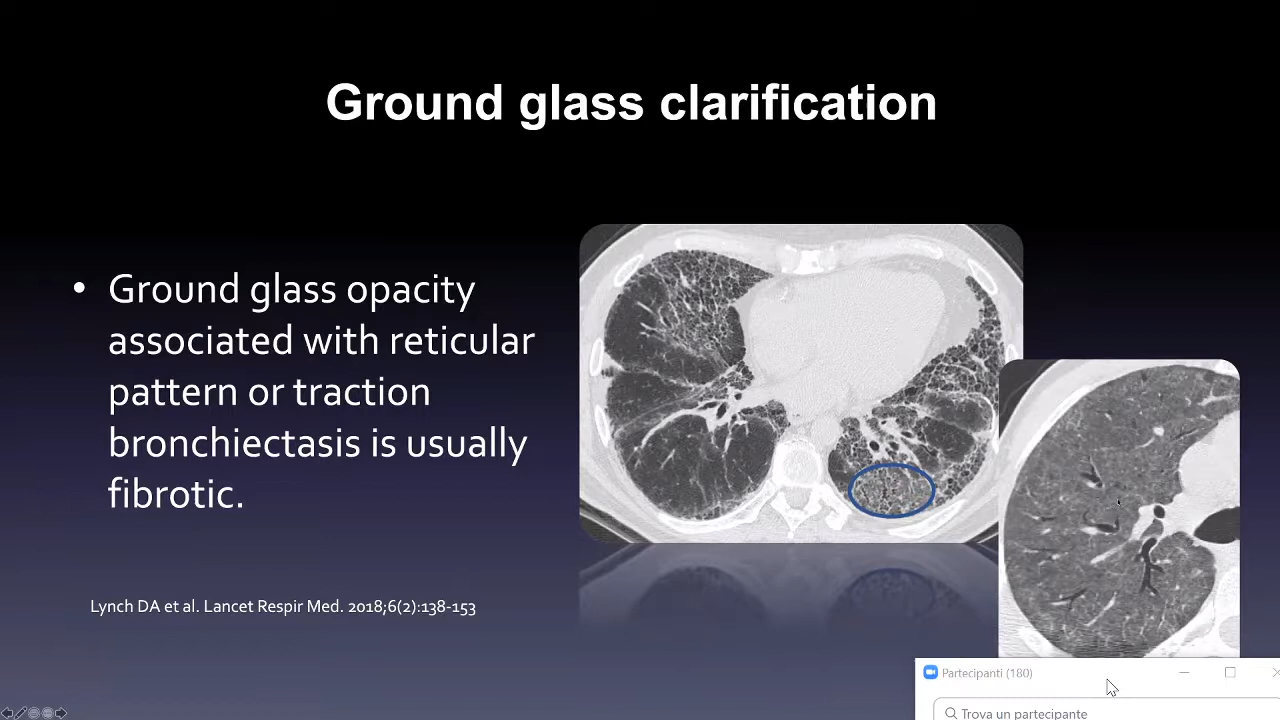 Ground glass clarification
• Ground glass opacity
associated with reticular
pattern or traction
bronchiectasis is usually
fibrotic.
Lynch DA et al. Lancet Respir Med. 2018;6(2):138-153
Partecipanti (180)
Trova un partecipante